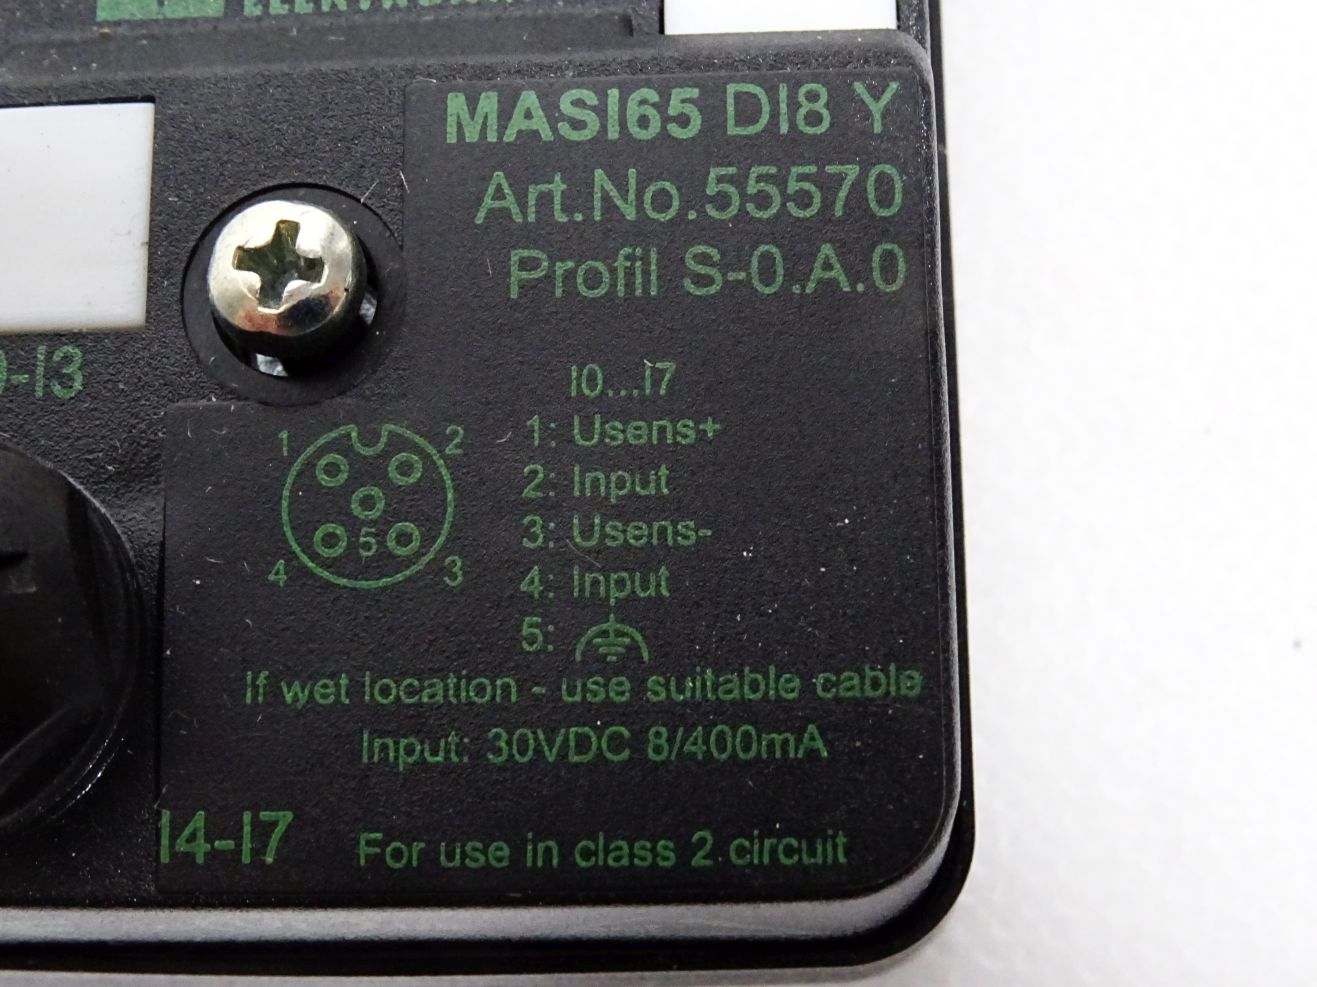 MASI65 DI8 Y
Art.No.55570
Profil S-0.A.0
-I3
I0...I7
1 2
1: Usens+
2: Input
5
3: Usens-
4 3
4: Input
5:
If wet location - use suitable cable
Input: 30VDC 8/400mA
I4-I7
For use in class 2 circuit